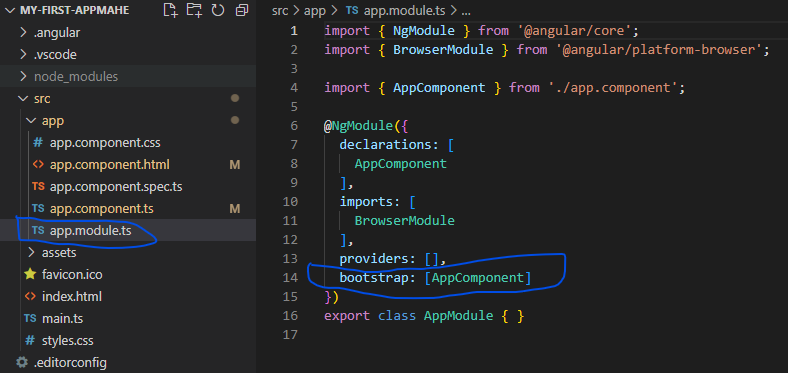 MY-FIRST-APPMAHE
.angular
.vscode
node_modules
src
app
# app.component.css
<> app.component.html M
TS app.component.spec.ts
TS app.component.ts M
TS app.module.ts
assets
favicon.ico
<> index.html
TS main.ts
# styles.css
.editorconfig
src > app > TS app.module.ts > ...
1 import { NgModule } from '@angular/core';
2 import { BrowserModule } from '@angular/platform-browser';
3
4 import { AppComponent } from './app.component';
5
6 @NgModule({
7   declarations: [
8     AppComponent
9   ],
10   imports: [
11     BrowserModule
12   ],
13   providers: [],
14   bootstrap: [AppComponent]
15 })
16 export class AppModule { }
17